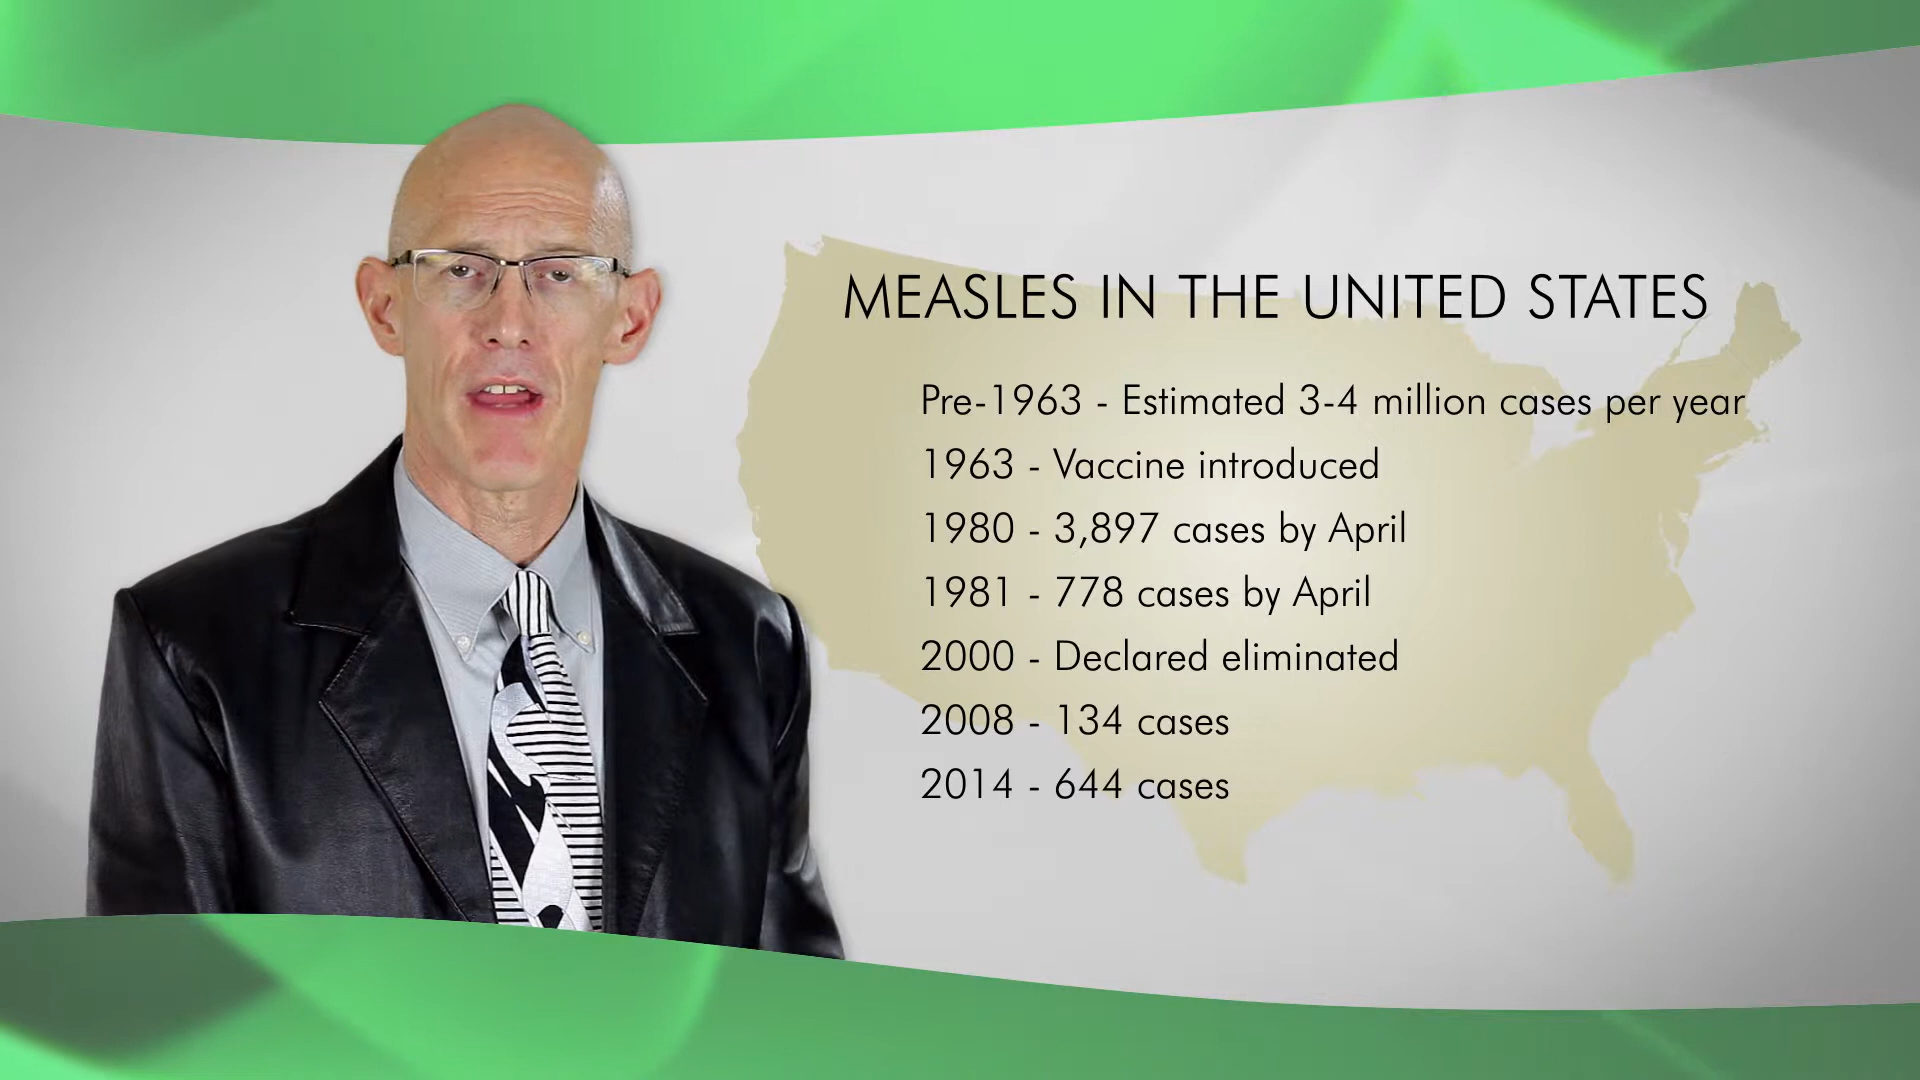 MEASLES IN THE UNITED STATES
Pre-1963 - Estimated 3-4 million cases per year
1963 - Vaccine introduced
1980 - 3,897 cases by April
1981 - 778 cases by April
2000 - Declared eliminated
2008 - 134 cases
2014 - 644 cases